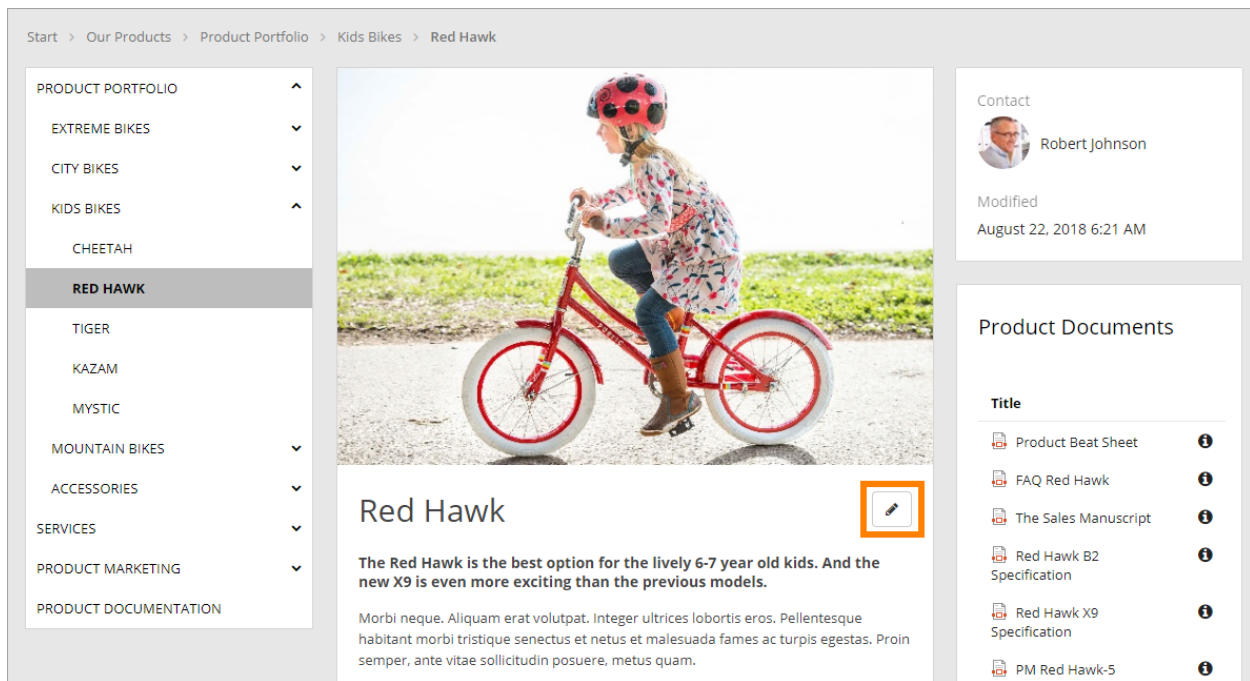 Start > Our Products > Product Portfolio > Kids Bikes > Red Hawk
PRODUCT PORTFOLIO
EXTREME BIKES
CITY BIKES
KIDS BIKES
CHEETAH
RED HAWK
TIGER
KAZAM
MYSTIC
MOUNTAIN BIKES
ACCESSORIES
SERVICES
PRODUCT MARKETING
PRODUCT DOCUMENTATION
Red Hawk
The Red Hawk is the best option for the lively 6-7 year old kids. And the
new X9 is even more exciting than the previous models.
Morbi neque. Aliquam erat volutpat. Integer ultrices lobortis eros. Pellentesque
habitant morbi tristique senectus et netus et malesuada fames ac turpis egestas. Proin
semper, ante vitae sollicitudin posuere, metus quam.
Contact
Robert Johnson
Modified
August 22, 2018 6:21 AM
Product Documents
Title
Product Beat Sheet
FAQ Red Hawk
The Sales Manuscript
Red Hawk B2
Specification
Red Hawk X9
Specification
PM Red Hawk-5